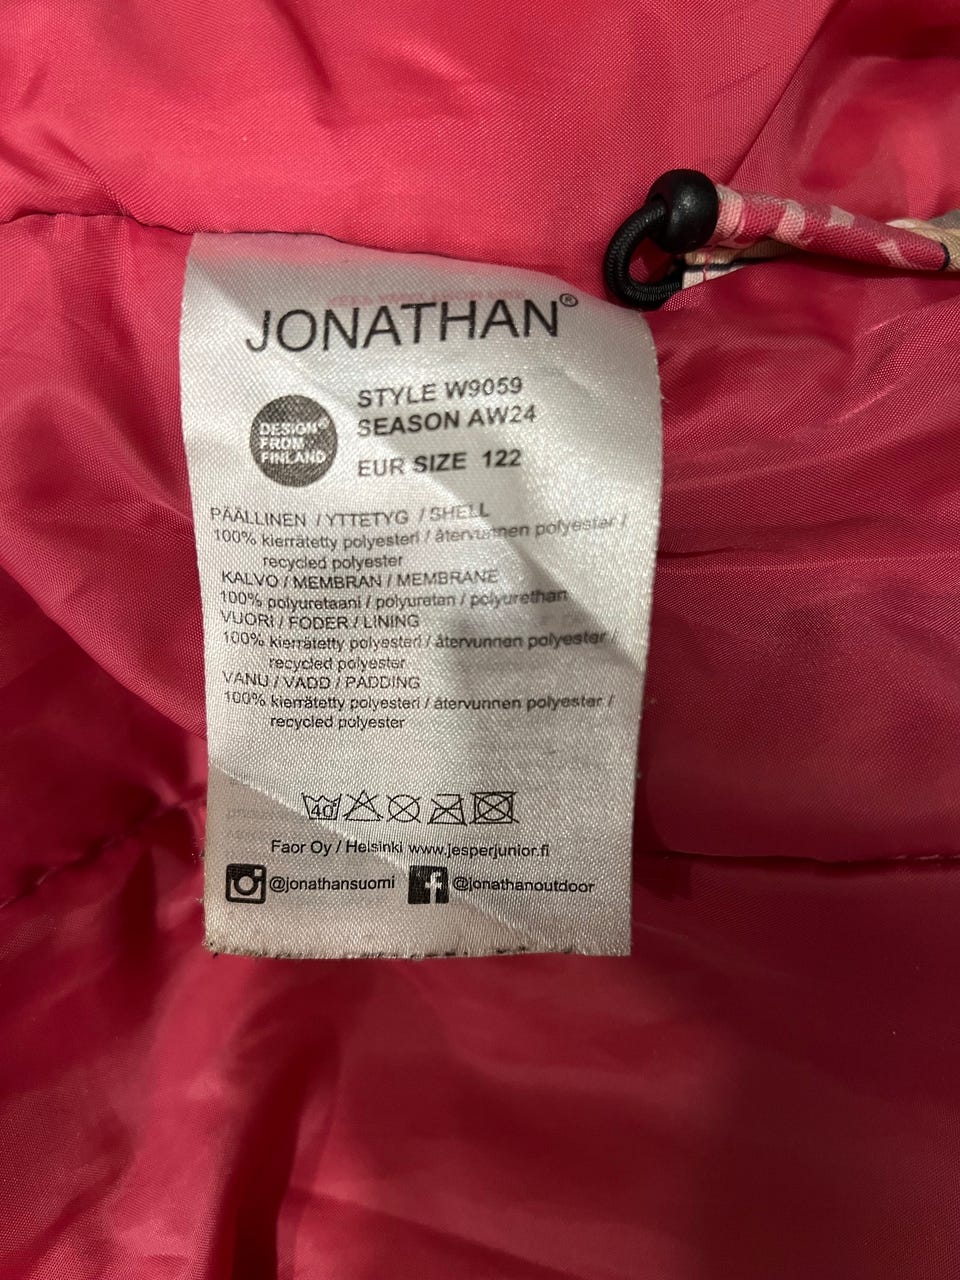 JONATHAN®
DESIGN®
FROM
FINLAND
STYLE W9059
SEASON AW24
EUR SIZE 122
PÄÄLLINEN / YTTETYG / SHELL
100% kierrätetty polyesteri / återvunnen polyester /
recycled polyester
KALVO / MEMBRAN / MEMBRANE
100% polyuretaani / polyuretan / polyurethan
VUORI / FODER / LINING
100% kierrätetty polyesteri / återvunnen polyester /
recycled polyester
VANU / VADD / PADDING
100% kierrätetty polyesteri / återvunnen polyester /
recycled polyester
40
Faor Oy / Helsinki www.jesperjunior.fi
@jonathansuomi @jonathanoutdoor